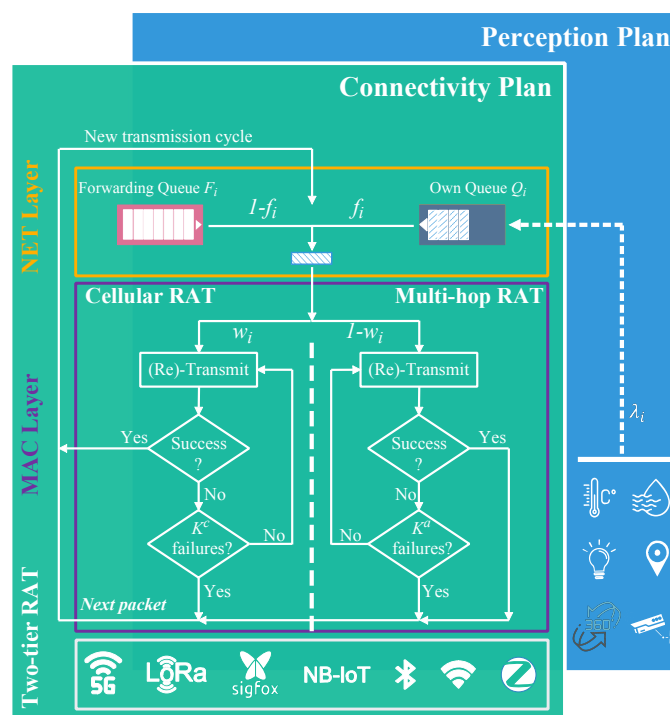 Perception Plan
Connectivity Plan
New transmission cycle
NET Layer
Forwarding Queue F_i
Own Queue Q_i
1-f_i
f_i
Cellular RAT
Multi-hop RAT
w_i
1-w_i
(Re)-Transmit
(Re)-Transmit
MAC Layer
λ_i
Yes
Success
?
Success
?
Yes
No
No
C°
K^c
failures?
No
No
K^a
failures?
Yes
Yes
Next packet
360°
Two-tier RAT
5G
LoRa
sigfox
NB-IoT